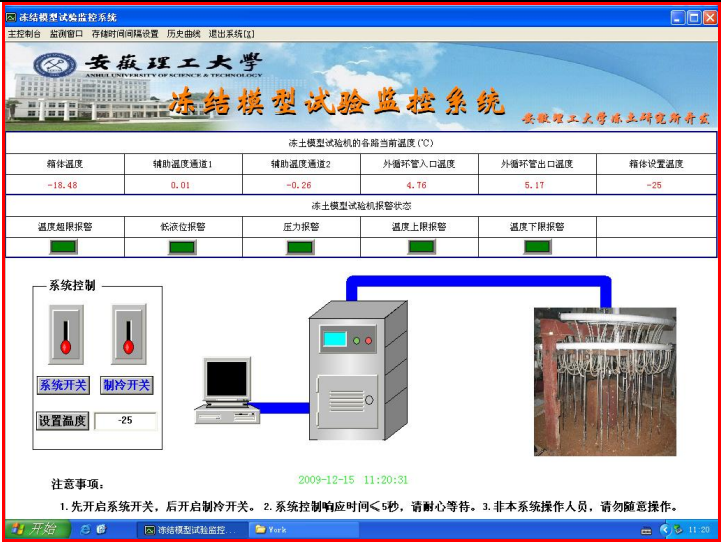 冻结模型试验监控系统
主控制台 监测窗口 存储时间间隔设置 历史曲线 退出系统[X]
安徽理工大学
ANHUI UNIVERSITY OF SCIENCE & TECHNOLOGY
冻结模型试验监控系统
安徽理工大学冻土研究所开发
冻土模型试验机的各路当前温度(℃)
箱体温度 辅助温度通道1 辅助温度通道2 外循环管入口温度 外循环管出口温度 箱体设置温度
-18.48 0.01 -0.26 4.76 5.17 -25
冻土模型试验机报警状态
温度超限报警 低液位报警 压力报警 温度上限报警 温度下限报警
系统控制
系统开关 制冷开关
设置温度 -25
2009-12-15 11:20:31
注意事项:
1.先开启系统开关,后开启制冷开关。2.系统控制响应时间≤5秒,请耐心等待。3.非本系统操作人员,请勿随意操作。
开始 冻结模型试验监控... York 11:20